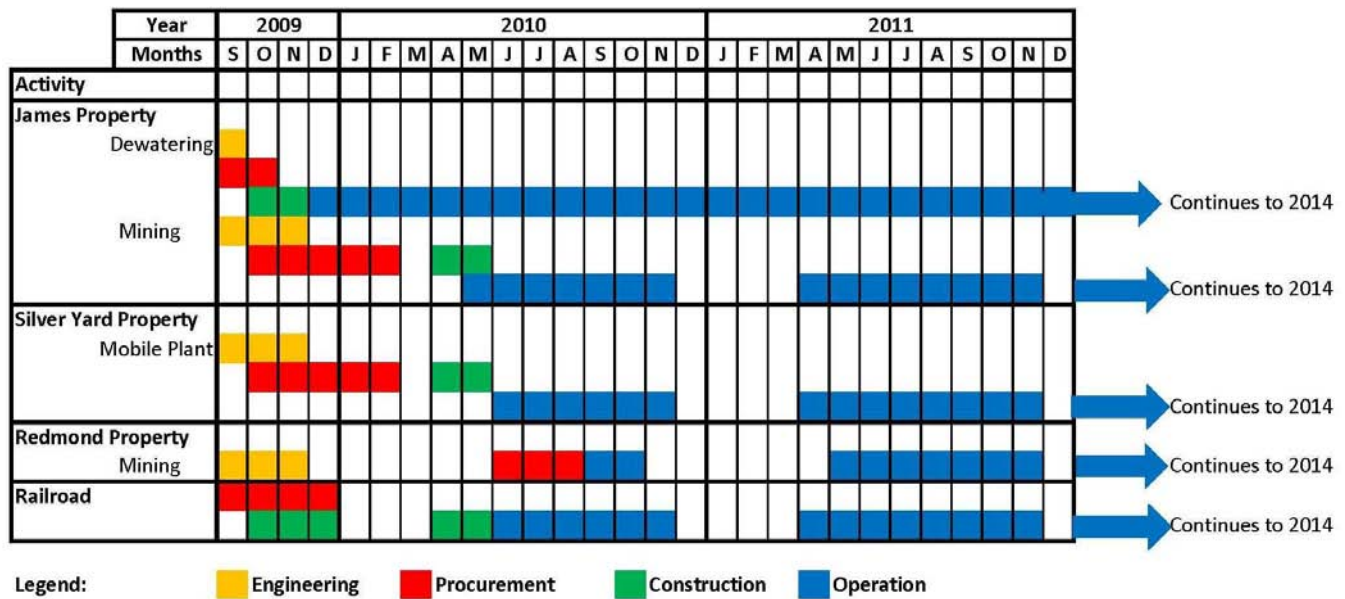 Year 2009 2010 2011
Months S O N D J F M A M J J A S O N D J F M A M J J A S O N D
Activity
James Property
Dewatering
Continues to 2014
Mining
Continues to 2014
Silver Yard Property
Mobile Plant
Continues to 2014
Redmond Property
Mining Continues to 2014
Railroad
Continues to 2014
Legend: Engineering Procurement Construction Operation